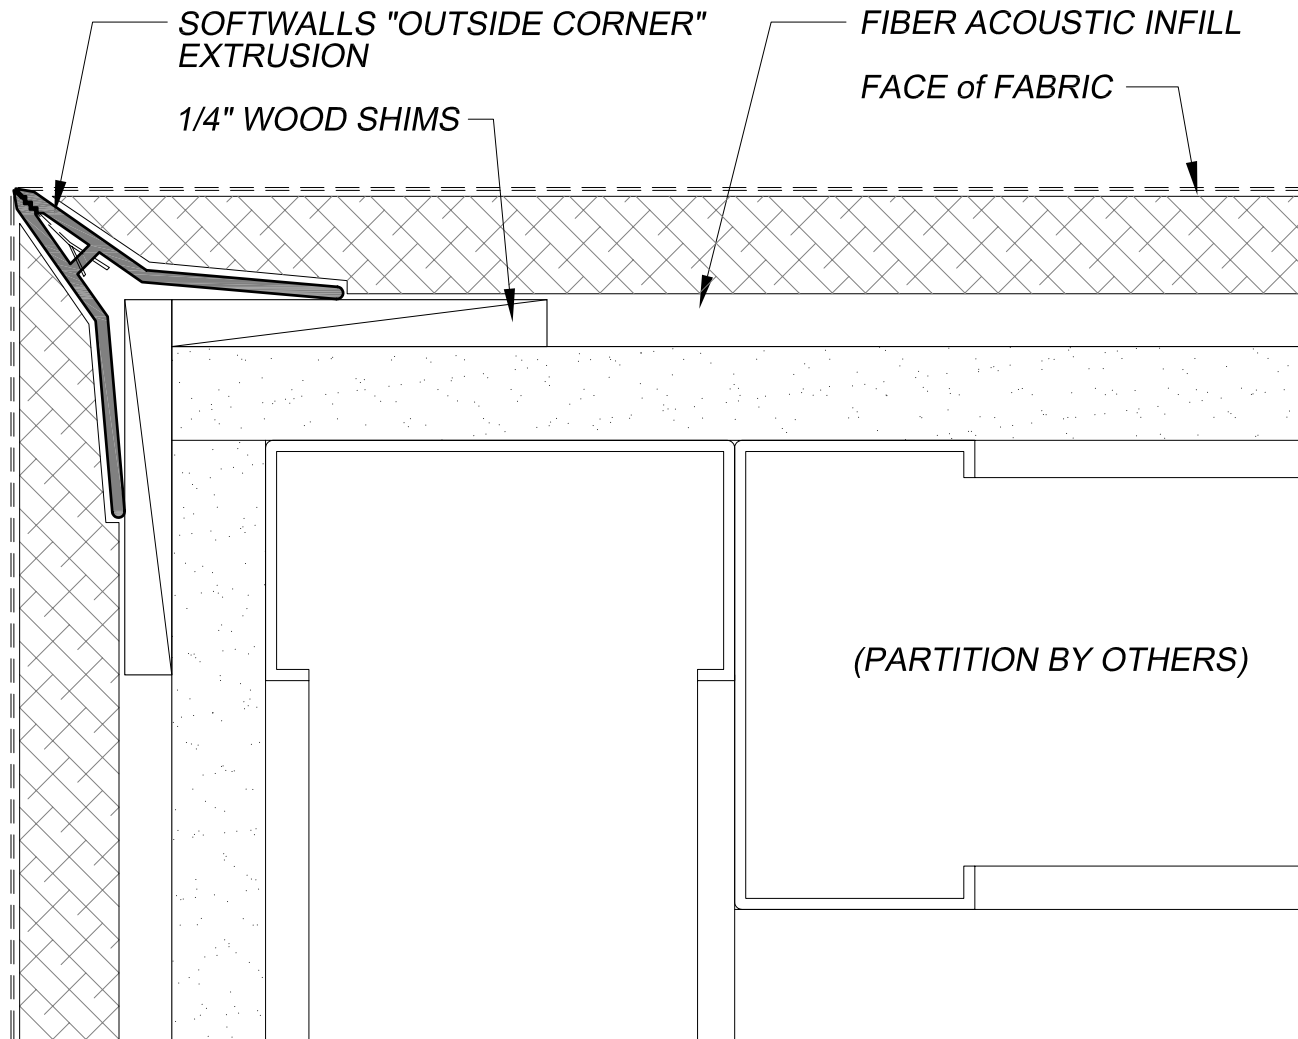 SOFTWALLS "OUTSIDE CORNER"
EXTRUSION
1/4" WOOD SHIMS
FIBER ACOUSTIC INFILL
FACE of FABRIC
(PARTITION BY OTHERS)